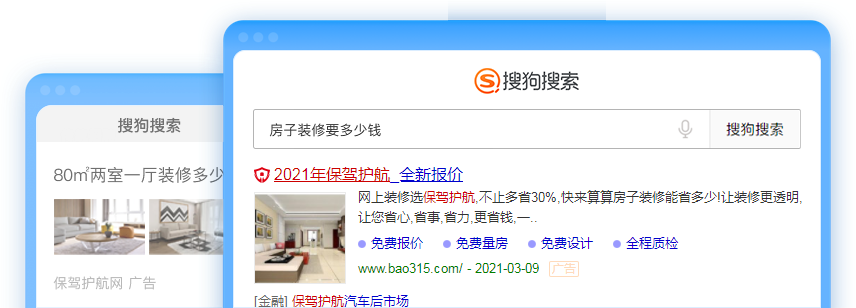 搜狗搜索
80㎡两室一厅装修多少
保驾护航网 广告
搜狗搜索
房子装修要多少钱
搜狗搜索
2021年保驾护航_全新报价
网上装修选保驾护航,不止多省30%,快来算算房子装修能省多少!让装修更透明,
让您省心,省事,省力,更省钱,一..
免费报价 免费量房 免费设计 全程质检
www.bao315.com/ - 2021-03-09 广告
[金融] 保驾护航汽车后市场